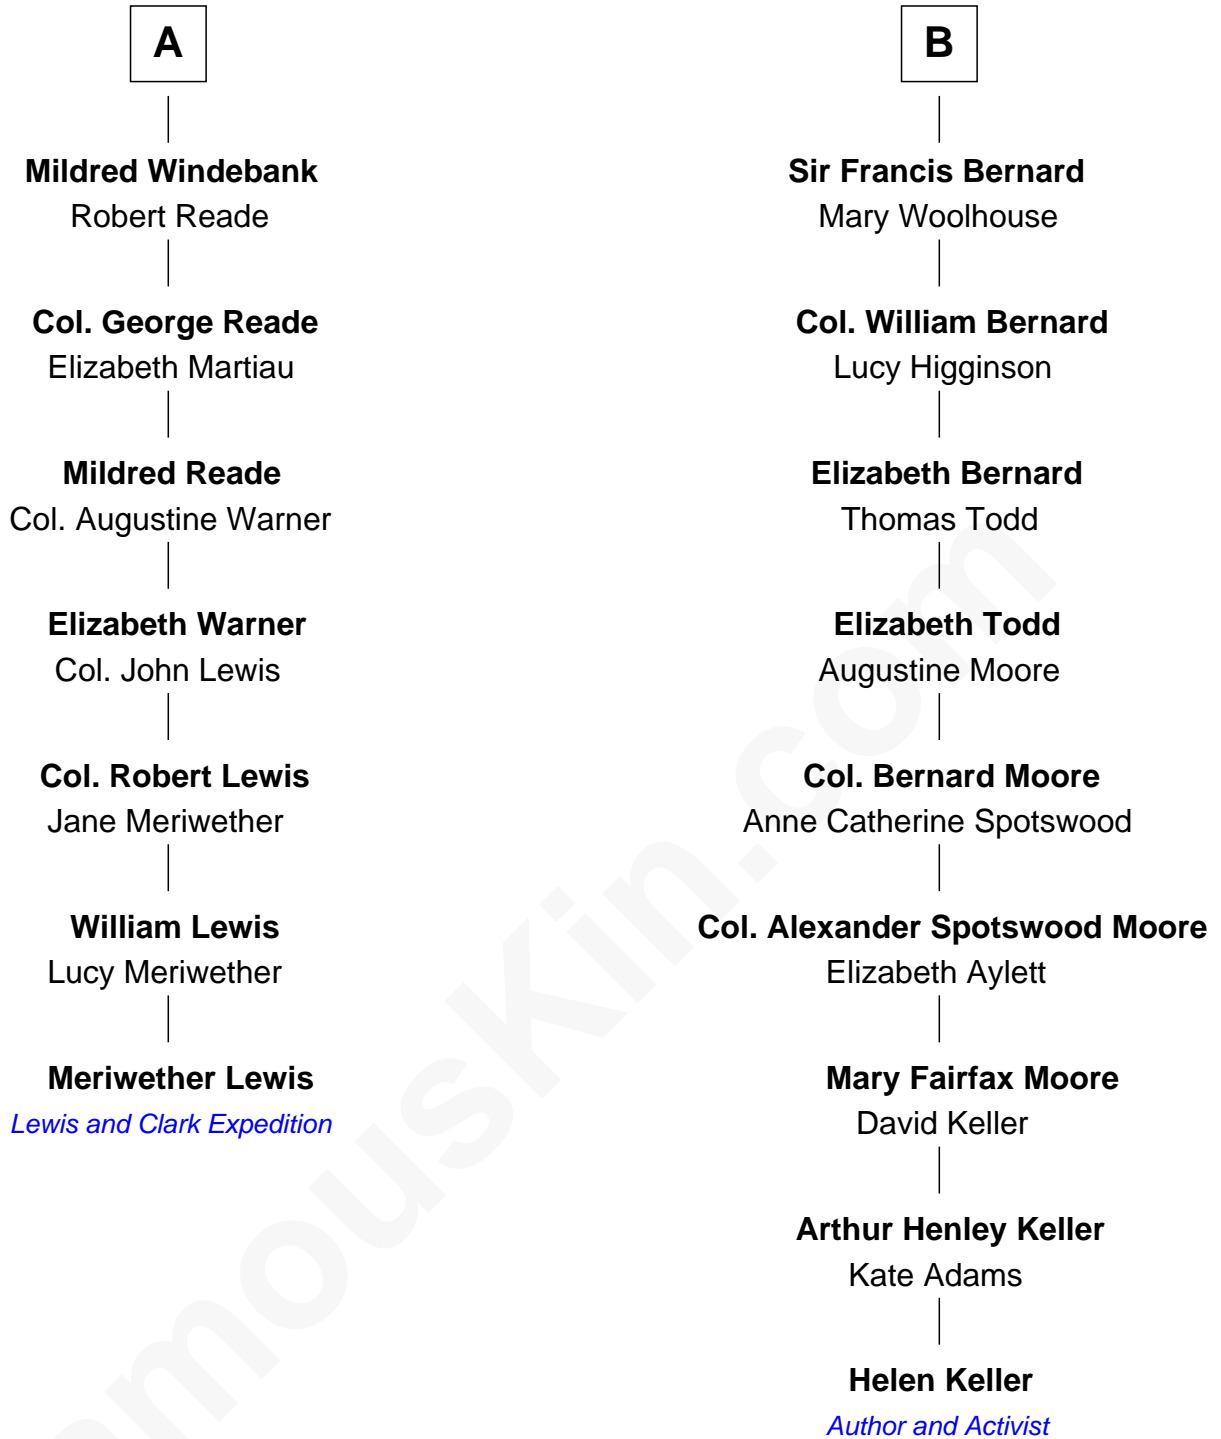 A
Mildred Windebank
Robert Reade
Col. George Reade
Elizabeth Martiau
Mildred Reade
Col. Augustine Warner
Elizabeth Warner
Col. John Lewis
Col. Robert Lewis
Jane Meriwether
William Lewis
Lucy Meriwether
Meriwether Lewis
Lewis and Clark Expedition
B
Sir Francis Bernard
Mary Woolhouse
Col. William Bernard
Lucy Higginson
Elizabeth Bernard
Thomas Todd
Elizabeth Todd
Augustine Moore
Col. Bernard Moore
Anne Catherine Spotswood
Col. Alexander Spotswood Moore
Elizabeth Aylett
Mary Fairfax Moore
David Keller
Arthur Henley Keller
Kate Adams
Helen Keller
Author and Activist
amousKin.com